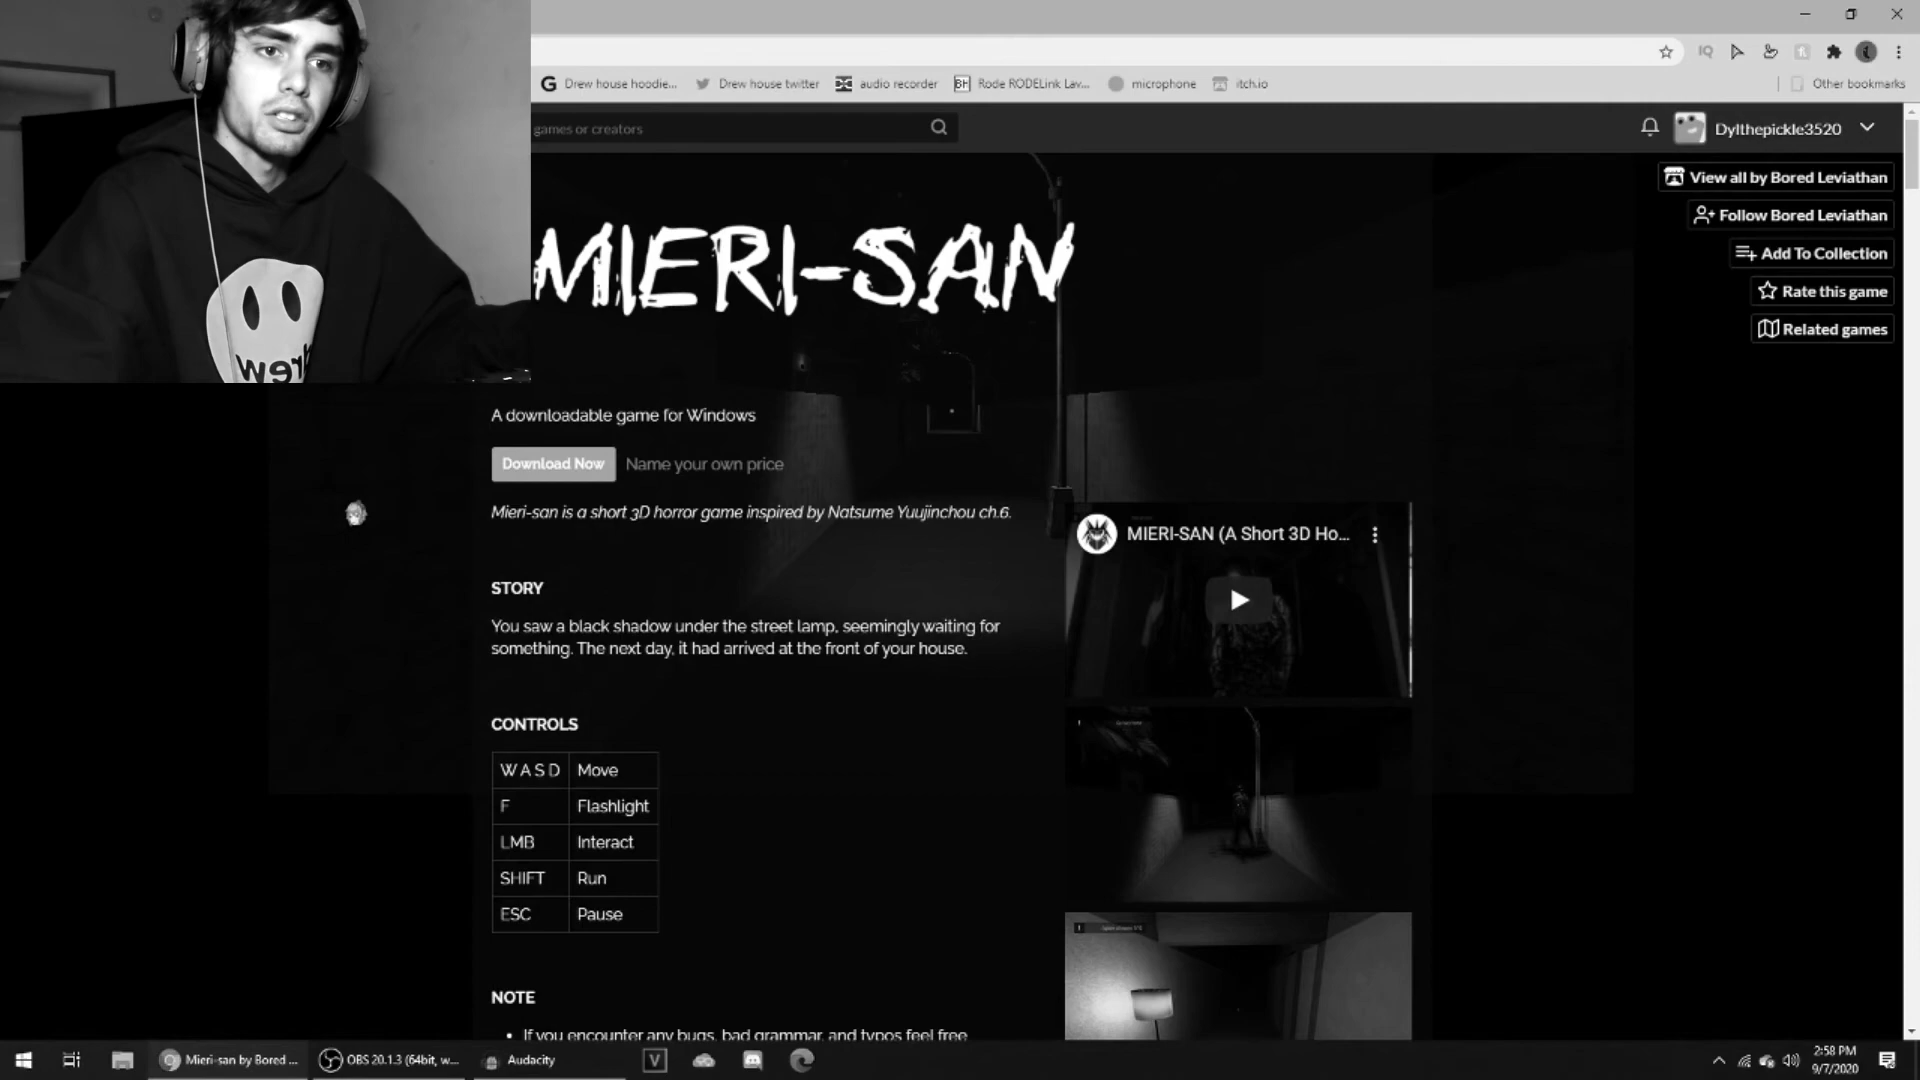 Drew house hoodie...
Drew house twitter
audio recorder
BH Rode RODELink Lav...
microphone
itch.io
Other bookmarks
games or creators
Dylthepickle3520
View all by Bored Leviathan
Follow Bored Leviathan
Add To Collection
Rate this game
Related games
MIERI-SAN
drew
A downloadable game for Windows
Download Now Name your own price
Mieri-san is a short 3D horror game inspired by Natsume Yuujinchou ch.6.
MIERI-SAN (A Short 3D Ho...
STORY
You saw a black shadow under the street lamp, seemingly waiting for
something. The next day, it had arrived at the front of your house.
CONTROLS
W A S D Move
F Flashlight
LMB Interact
SHIFT Run
ESC Pause
NOTE
• If you encounter any bugs, bad grammar, and typos feel free
Mieri-san by Bored ...
OBS 20.1.3 (64bit, w...
Audacity
2:58 PM
9/7/2020